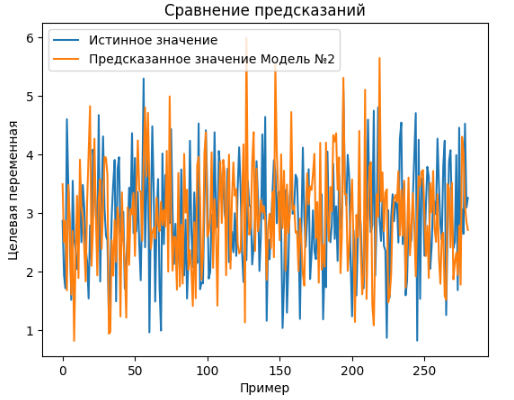 Сравнение предсказаний
Истинное значение
Предсказанное значение Модель №2
Целевая переменная
6
5
4
3
2
1
0
50
100
150
200
250
Пример